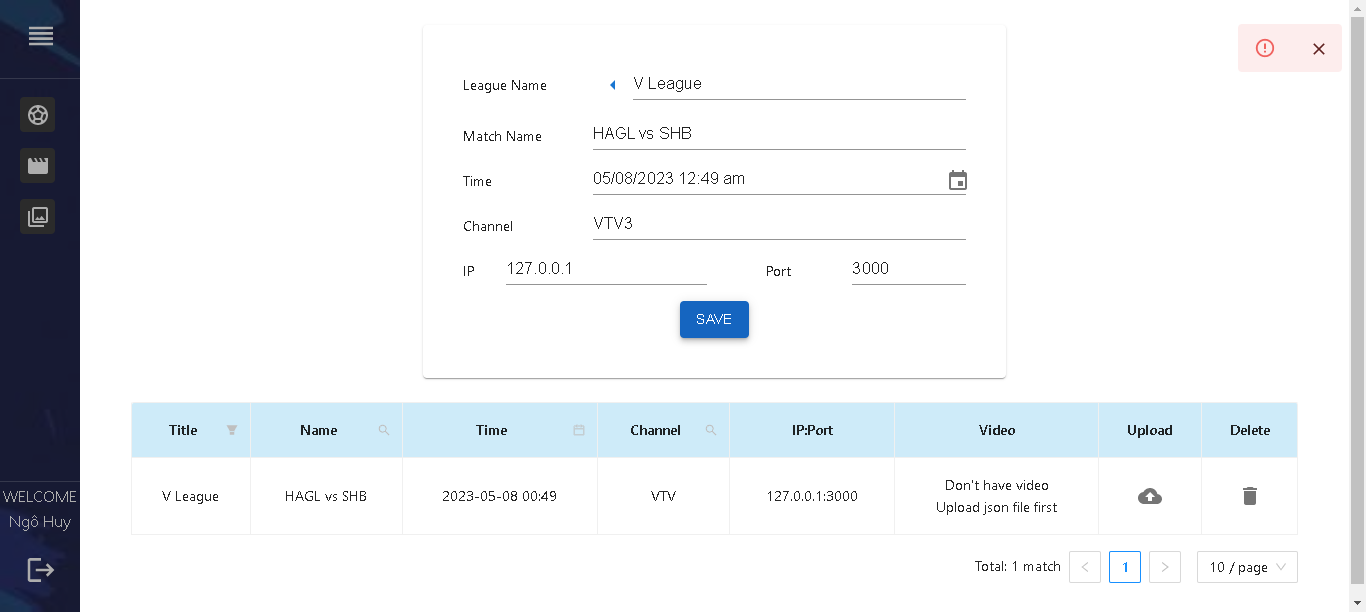 League Name
V League
Match Name
HAGL vs SHB
Time
05/08/2023 12:49 am
Channel
VTV3
IP
127.0.0.1
Port
3000
SAVE
Title Name Time Channel IP:Port Video Upload Delete
V League HAGL vs SHB 2023-05-08 00:49 VTV 127.0.0.1:3000 Don't have video
Upload json file first
Total: 1 match
1
10 / page
WELCOME
Ngô Huy